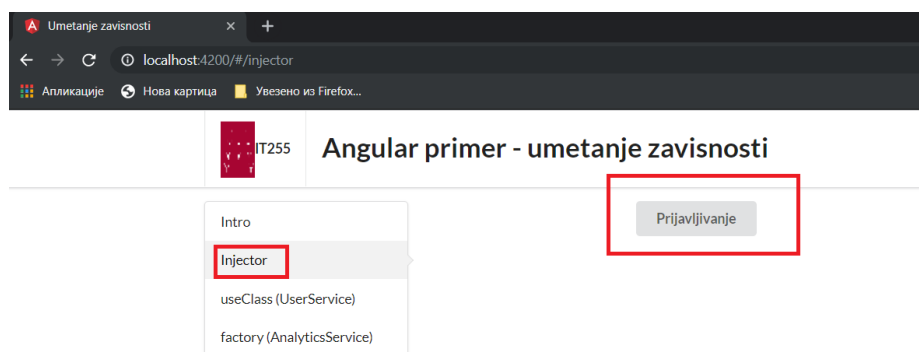 Umetanje zavisnosti
localhost:4200/#/injector
Апликације Нова картица Увезено из Firefox...
IT255 Angular primer - umetanje zavisnosti
Prijavljivanje
Intro
Injector
useClass (UserService)
factory (AnalyticsService)